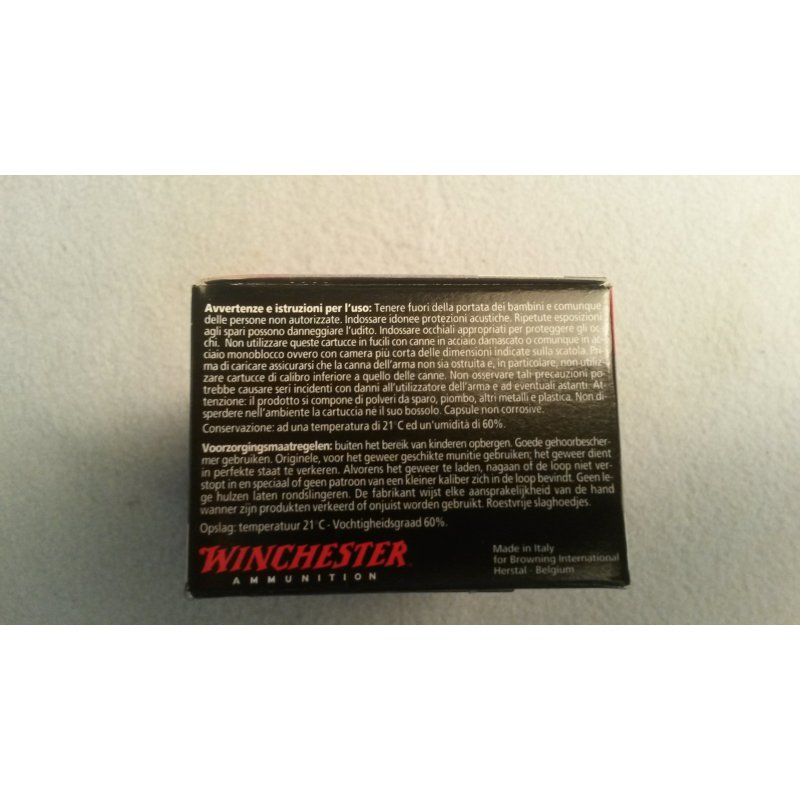 Avvertenze e istruzioni per l'uso: Tenere fuori della portata dei bambini e comunque
delle persone non autorizzate. Indossare idonee protezioni acustiche. Ripetute esposizioni
agli spari possono danneggiare l'udito. Indossare occhiali appropriati per proteggere gli oc-
chi. Non utilizzare queste cartucce in fucili con canne in acciaio damascato o comunque in ac-
ciaio monoblocco ovvero con camera più corta delle dimensioni indicate sulla scatola. Pri-
ma di caricare assicurarsi che la canna dell'arma non sia ostruita e, in particolare, non utiliz-
zare cartucce di calibro inferiore a quello delle canne. Non osservare tali precauzioni po-
trebbe causare seri incidenti con danni all'utilizzatore dell'arma e ad eventuali astanti. At-
tenzione: il prodotto si compone di polveri da sparo, piombo, altri metalli e plastica. Non di-
sperdere nell'ambiente la cartuccia né il suo bossolo. Capsule non corrosive.
Conservazione: ad una temperatura di 21°C ed un'umidità di 60%.
Voorzorgingsmaatregelen: buiten het bereik van kinderen opbergen. Goede gehoorbescher-
mer gebruiken. Originele, voor het geweer geschikte munitie gebruiken; het geweer dient
in perfekte staat te verkeren. Alvorens het geweer te laden, nagaan of de loop niet ver-
stopt in en speciaal of geen patroon van een kleiner kaliber zich in de loop bevindt. Geen le-
ge hulzen laten rondslingeren. De fabrikant wijst elke aansprakelijkheid van de hand
wanner zijn produkten verkeerd of onjuist worden gebruikt. Roestvrije slaghoedjes.
Opslag: temperatuur 21°C - Vochtigheidsgraad 60%.
WINCHESTER
AMMUNITION
Made in Italy
for Browning International
Herstal - Belgium